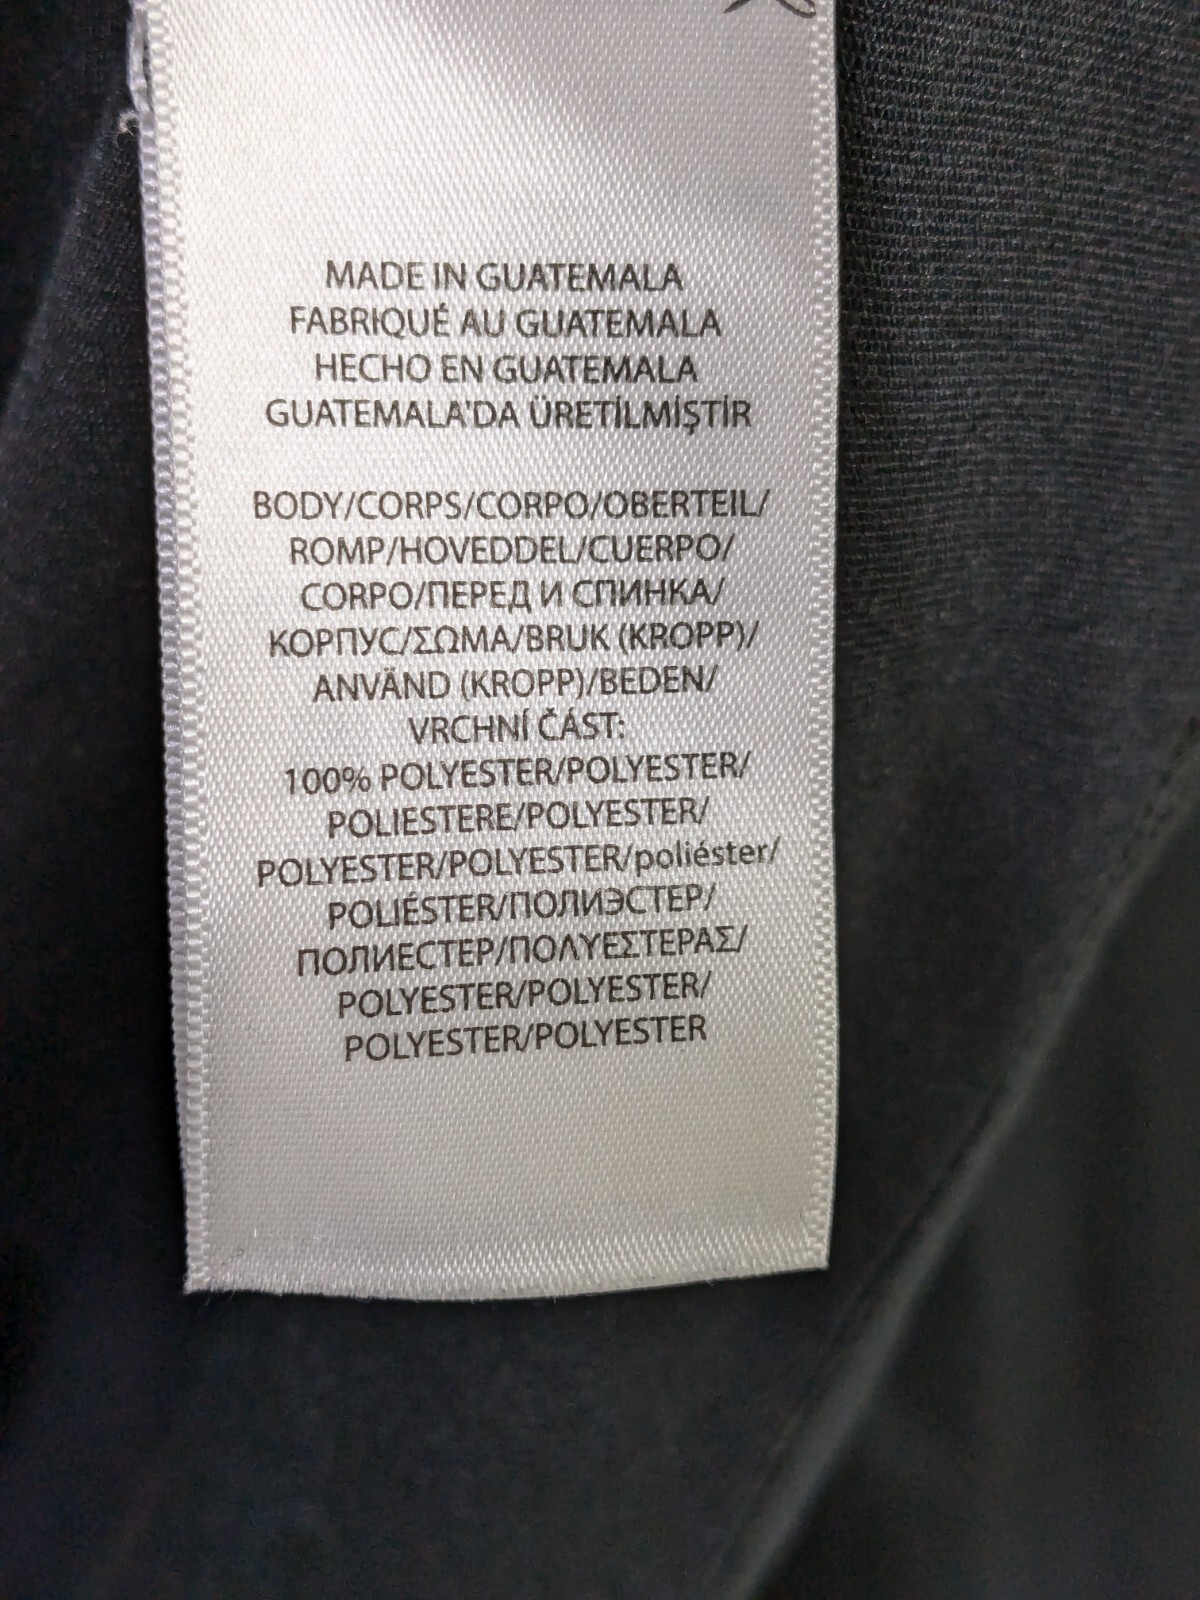 MADE IN GUATEMALA
FABRIQUÉ AU GUATEMALA
HECHO EN GUATEMALA
GUATEMALA'DA ÜRETİLMİŞTİR
BODY/CORPS/CORPO/OBERTEIL/
ROMP/HOVEDDEL/CUERPO/
CORPO/ПЕРЕД И СПИНКА/
КОРПУС/ΣΩΜΑ/BRUK (KROPP)/
ANVÄND (KROPP)/BEDEN/
VRCHNÍ ČÁST:
100% POLYESTER/POLYESTER/
POLIESTERE/POLYESTER/
POLYESTER/POLYESTER/poliéster/
POLIÉSTER/ПОЛИЭСТЕР/
ПОЛИЕСТЕР/ΠΟΛΥΕΣΤΕΡΑΣ/
POLYESTER/POLYESTER/
POLYESTER/POLYESTER